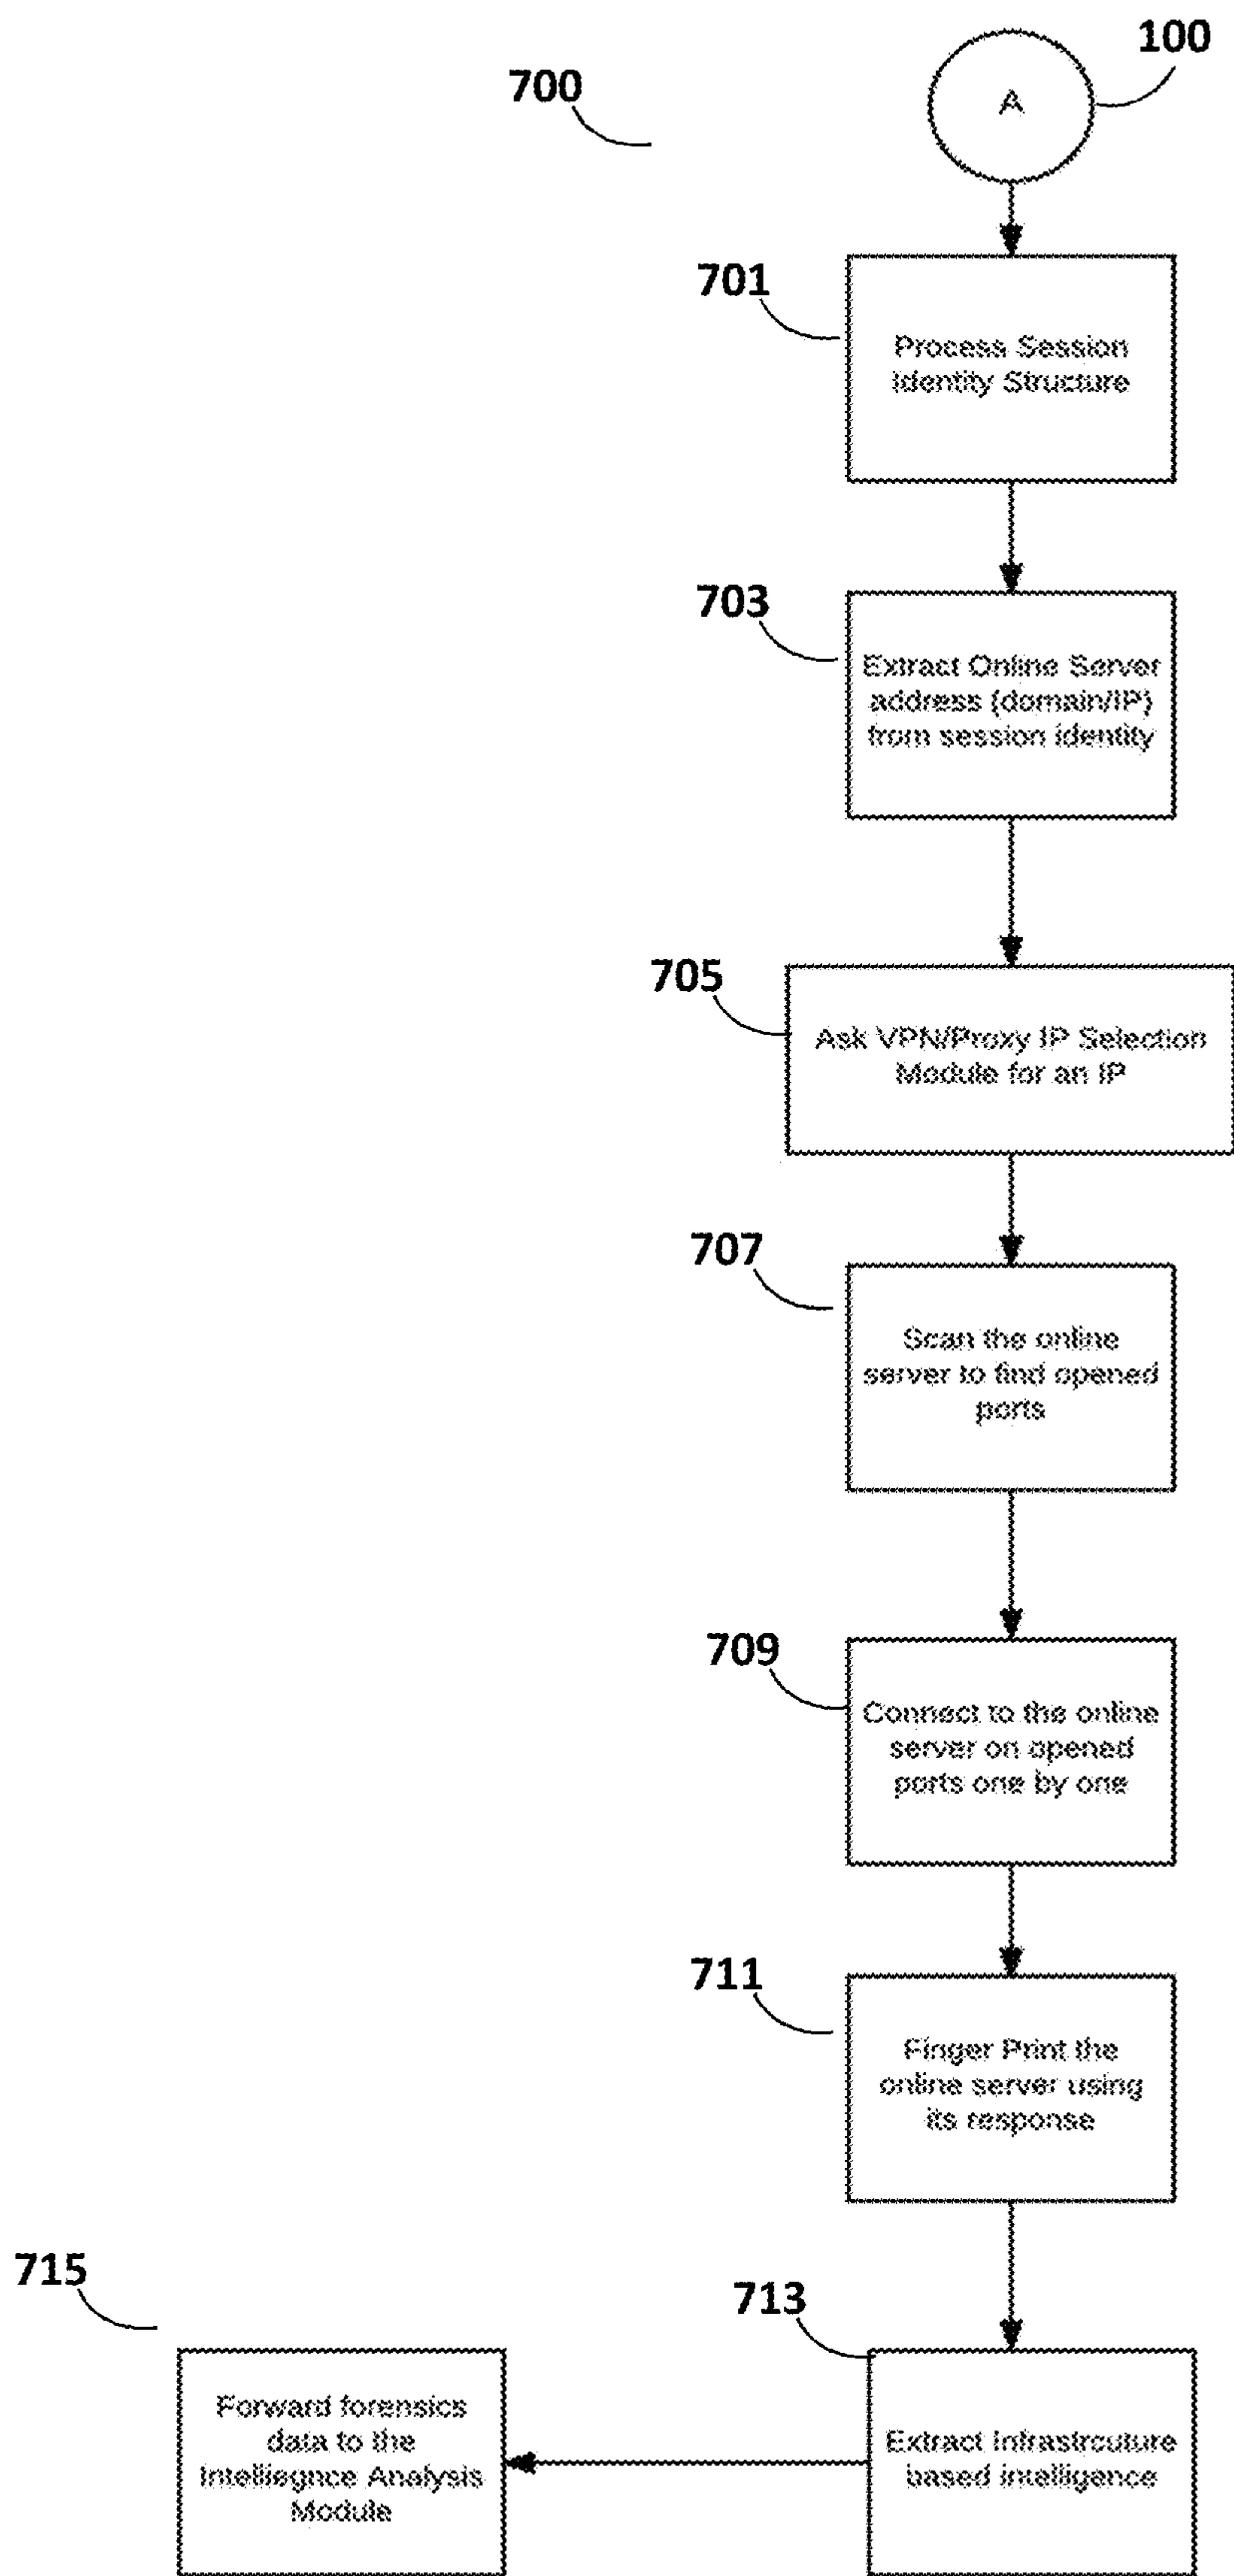 100
A
700
701
Process Session
Identity Structure
703
Extract Online Server
address (domain/IP)
from session identity
705
Ask VPN/Proxy IP Selection
Module for an IP
707
Scan the online
server to find opened
ports
709
Connect to the online
server on opened
ports one by one
711
Finger Print the
online server using
its response
713
Extract Infrastrcuture
based intelligence
715
Forward forensics
data to the
Intelliegnce Analysis
Module